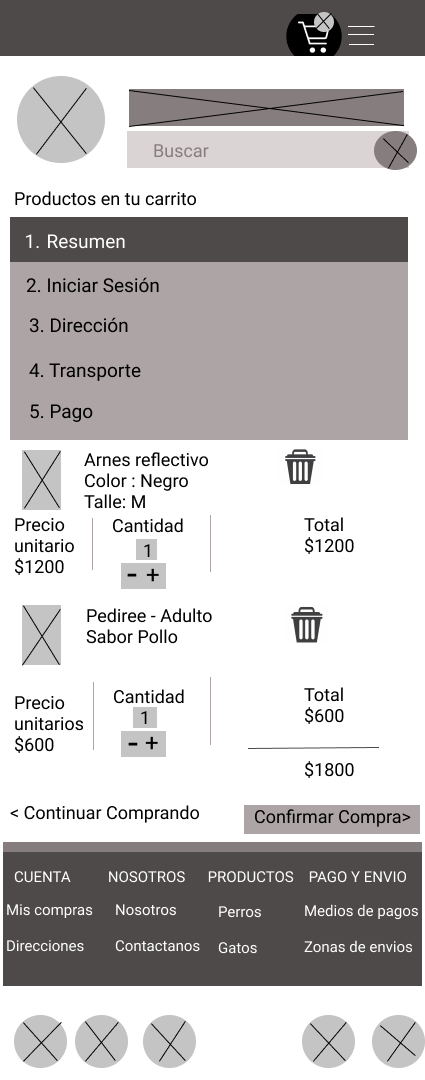 Buscar
Productos en tu carrito
1. Resumen
2. Iniciar Sesión
3. Dirección
4. Transporte
5. Pago
Arnes reflectivo
Color : Negro
Talle: M
Precio
unitario
$1200
Cantidad
1
- +
Total
$1200
Pediree - Adulto
Sabor Pollo
Precio
unitarios
$600
Cantidad
1
- +
Total
$600
$1800
< Continuar Comprando
Confirmar Compra>
CUENTA NOSOTROS PRODUCTOS PAGO Y ENVIO
Mis compras Nosotros Perros Medios de pagos
Direcciones Contactanos Gatos Zonas de envios